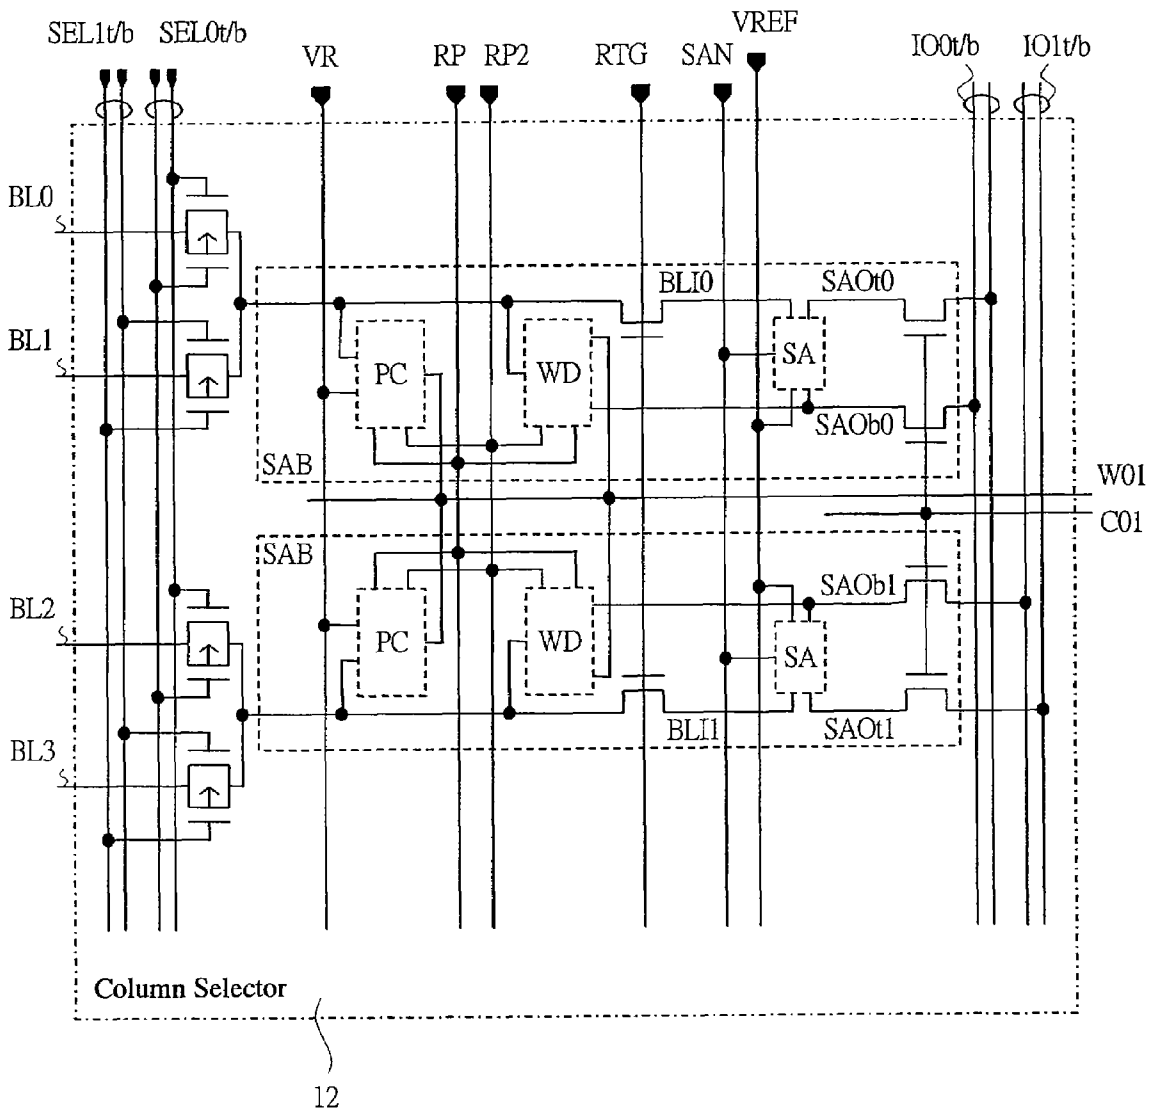 SEL1t/b SEL0t/b VR RP RP2 RTG SAN VREF IO0t/b IO1t/b
BL0
BL1
BLI0
SAOt0
PC
WD
SA
SAOb0
SAB
W01
C01
SAB
BL2
SAOb1
PC
WD
SA
BLI1
SAOt1
BL3
Column Selector
12